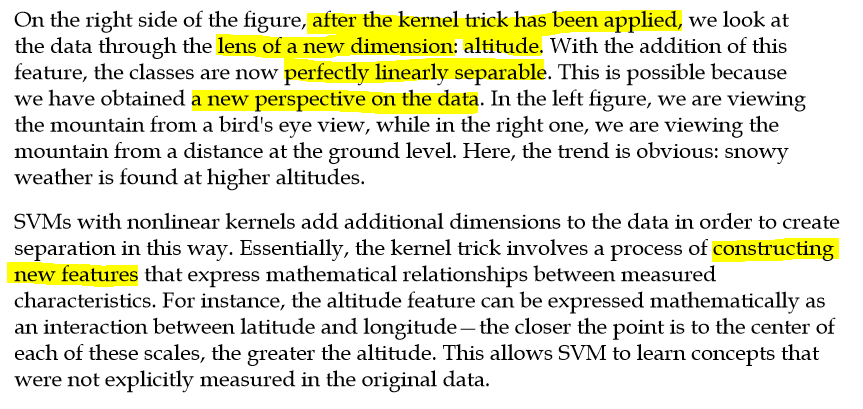 On the right side of the figure, after the kernel trick has been applied, we look at
the data through the lens of a new dimension: altitude. With the addition of this
feature, the classes are now perfectly linearly separable. This is possible because
we have obtained a new perspective on the data. In the left figure, we are viewing
the mountain from a bird's eye view, while in the right one, we are viewing the
mountain from a distance at the ground level. Here, the trend is obvious: snowy
weather is found at higher altitudes.
SVMs with nonlinear kernels add additional dimensions to the data in order to create
separation in this way. Essentially, the kernel trick involves a process of constructing
new features that express mathematical relationships between measured
characteristics. For instance, the altitude feature can be expressed mathematically as
an interaction between latitude and longitude—the closer the point is to the center of
each of these scales, the greater the altitude. This allows SVM to learn concepts that
were not explicitly measured in the original data.